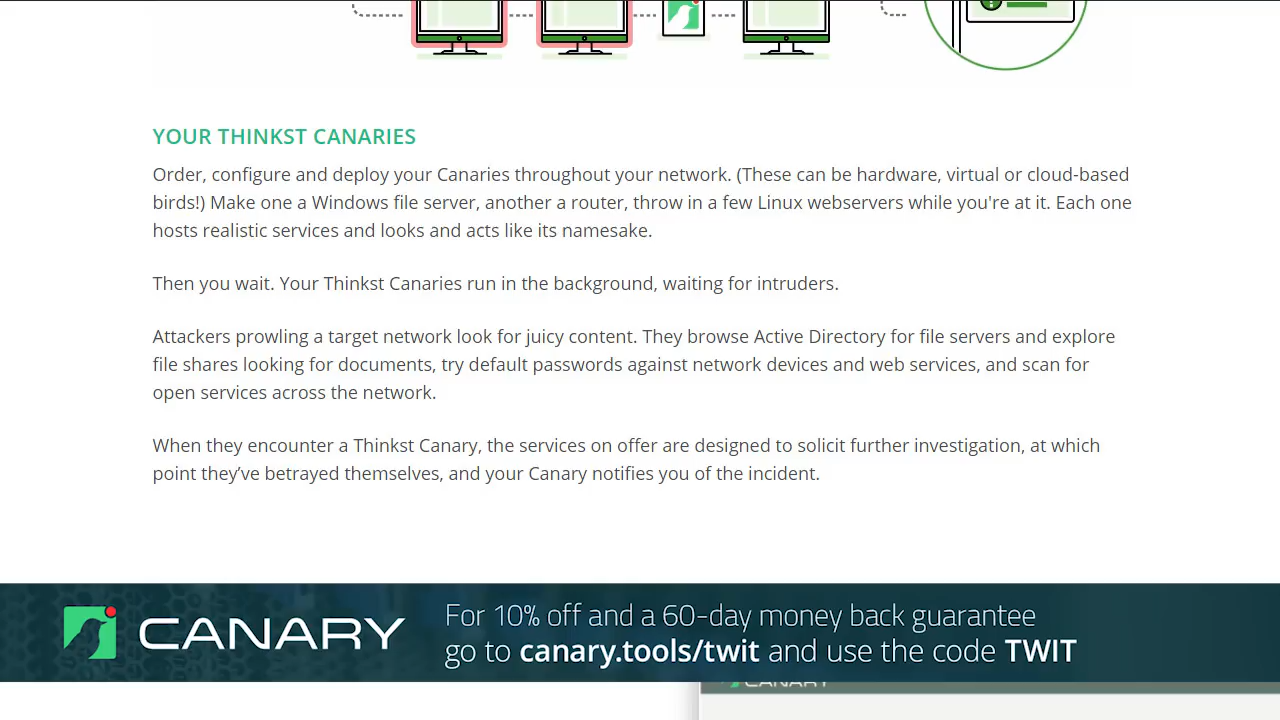 YOUR THINKST CANARIES
Order, configure and deploy your Canaries throughout your network. (These can be hardware, virtual or cloud-based
birds!) Make one a Windows file server, another a router, throw in a few Linux webservers while you're at it. Each one
hosts realistic services and looks and acts like its namesake.
Then you wait. Your Thinkst Canaries run in the background, waiting for intruders.
Attackers prowling a target network look for juicy content. They browse Active Directory for file servers and explore
file shares looking for documents, try default passwords against network devices and web services, and scan for
open services across the network.
When they encounter a Thinkst Canary, the services on offer are designed to solicit further investigation, at which
point they’ve betrayed themselves, and your Canary notifies you of the incident.
CANARY
For 10% off and a 60-day money back guarantee
go to canary.tools/twit and use the code TWIT
CANARY